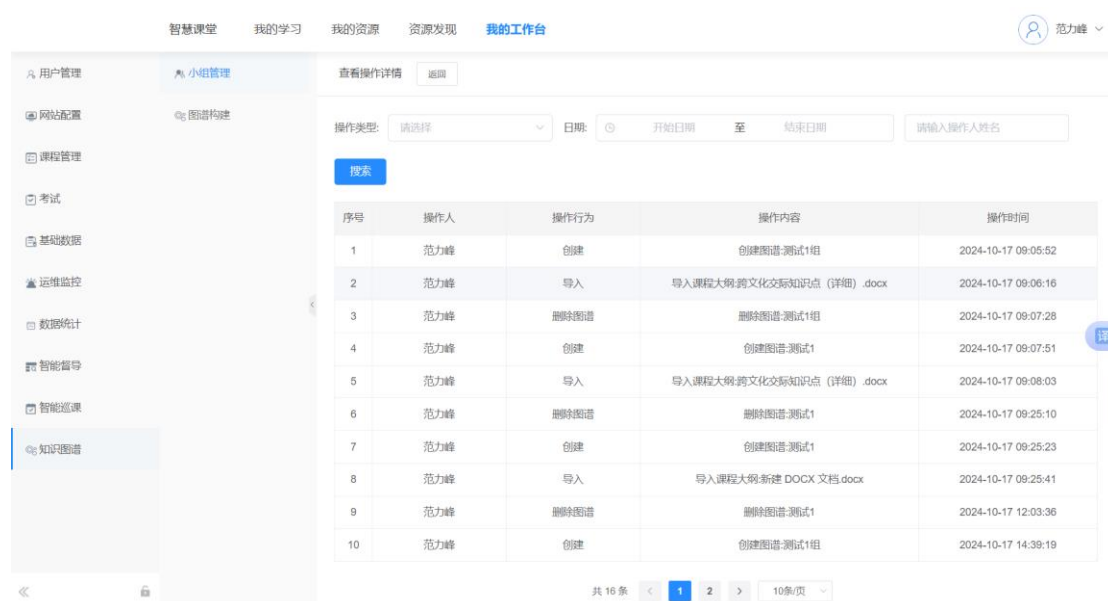 智慧课堂 我的学习 我的资源 资源发现 我的工作台 范力峰
用户管理 小组管理 查看操作详情 返回
网站配置 图谱构建
操作类型: 请选择 日期: 开始日期 至 结束日期 请输入操作人姓名
课程管理
搜索
考试
序号 操作人 操作行为 操作内容 操作时间
基础数据
1 范力峰 创建 创建图谱:测试1组 2024-10-17 09:05:52
运维监控
2 范力峰 导入 导入课程大纲:跨文化交际知识点（详细）.docx 2024-10-17 09:06:16
数据统计
3 范力峰 删除图谱 删除图谱:测试1组 2024-10-17 09:07:28
译
4 范力峰 创建 创建图谱:测试1 2024-10-17 09:07:51
智能督导
5 范力峰 导入 导入课程大纲:跨文化交际知识点（详细）.docx 2024-10-17 09:08:03
智能巡课
6 范力峰 删除图谱 删除图谱:测试1 2024-10-17 09:25:10
知识图谱
7 范力峰 创建 创建图谱:测试1 2024-10-17 09:25:23
8 范力峰 导入 导入课程大纲:新建 DOCX 文档.docx 2024-10-17 09:25:41
9 范力峰 删除图谱 删除图谱:测试1 2024-10-17 12:03:36
10 范力峰 创建 创建图谱:测试1组 2024-10-17 14:39:19
共 16 条 < 1 2 > 10条/页